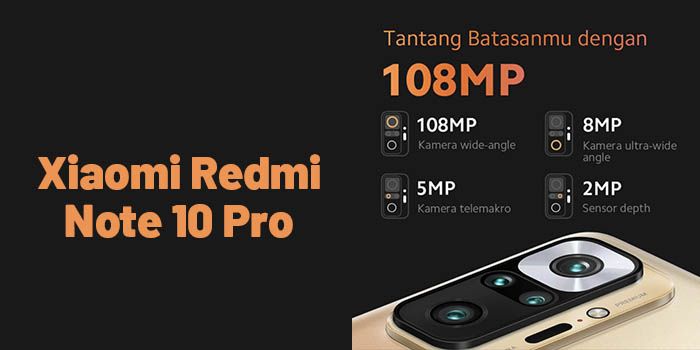 Xiaomi Redmi
Note 10 Pro
Tantang Batasanmu dengan
108MP
108MP
Kamera wide-angle
8MP
Kamera ultra-wide
angle
5MP
Kamera telemakro
2MP
Sensor depth
PREMIUM